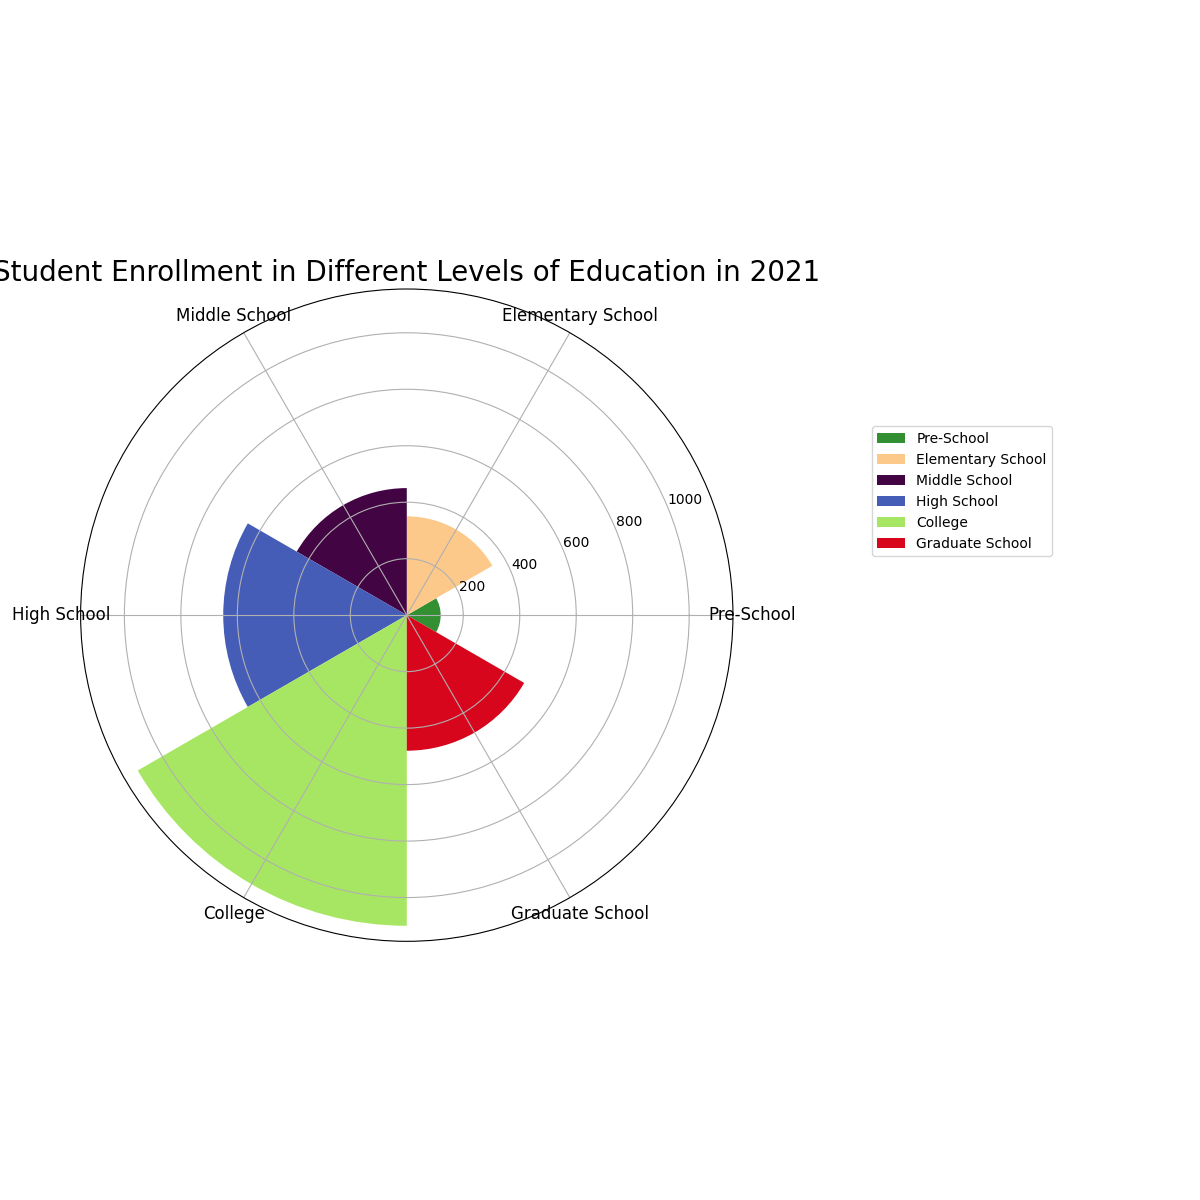 Student Enrollment in Different Levels of Education in 2021
Middle School
Elementary School
1000
800
600
400
200
High School
Pre-School
College
Graduate School
Pre-School
Elementary School
Middle School
High School
College
Graduate School